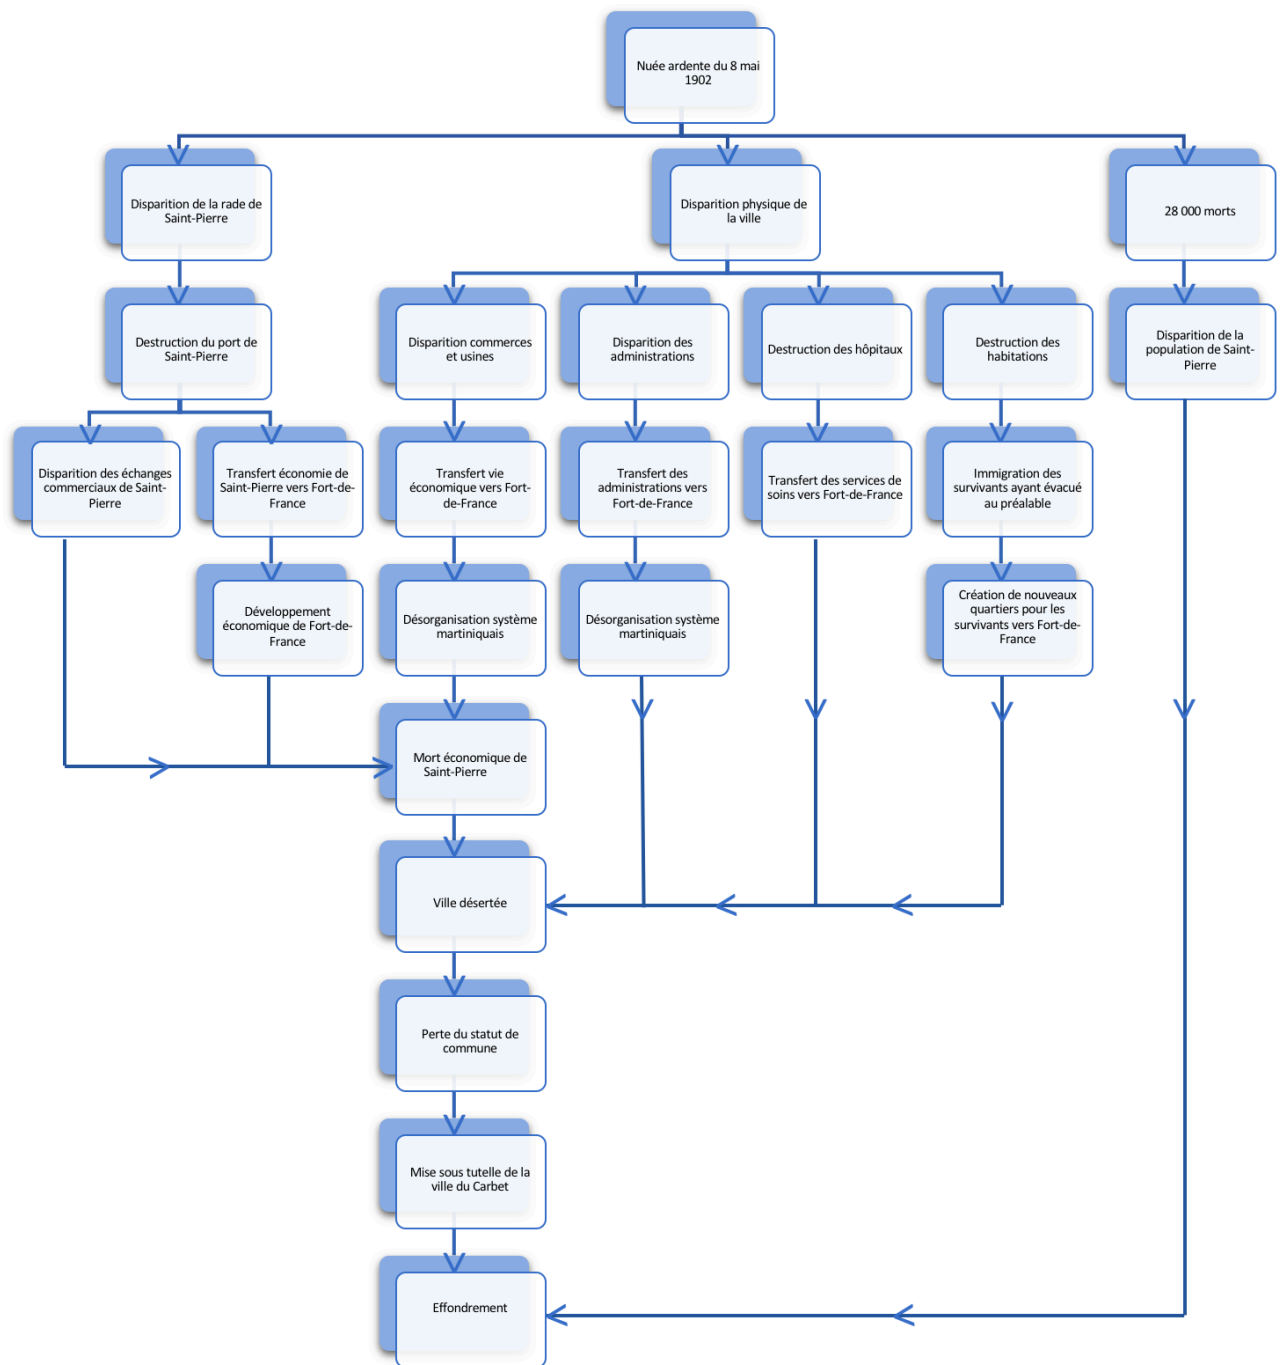 Nuée ardente du 8 mai
1902
Disparition de la rade de
Saint-Pierre
Disparition physique de
la ville
28 000 morts
Destruction du port de
Saint-Pierre
Disparition commerces
et usines
Disparition des
administrations
Destruction des hôpitaux
Destruction des
habitations
Disparition de la
population de Saint-
Pierre
Disparition des échanges
commerciaux de Saint-
Pierre
Transfert économie de
Saint-Pierre vers Fort-de-
France
Transfert vie
économique vers Fort-
de-France
Transfert des
administrations vers
Fort-de-France
Transfert des services de
soins vers Fort-de-France
Immigration des
survivants ayant évacué
au préalable
Développement
économique de Fort-de-
France
Désorganisation système
martiniquais
Désorganisation système
martiniquais
Création de nouveaux
quartiers pour les
survivants vers Fort-de-
France
Mort économique de
Saint-Pierre
Ville désertée
Perte du statut de
commune
Mise sous tutelle de la
ville du Carbet
Effondrement